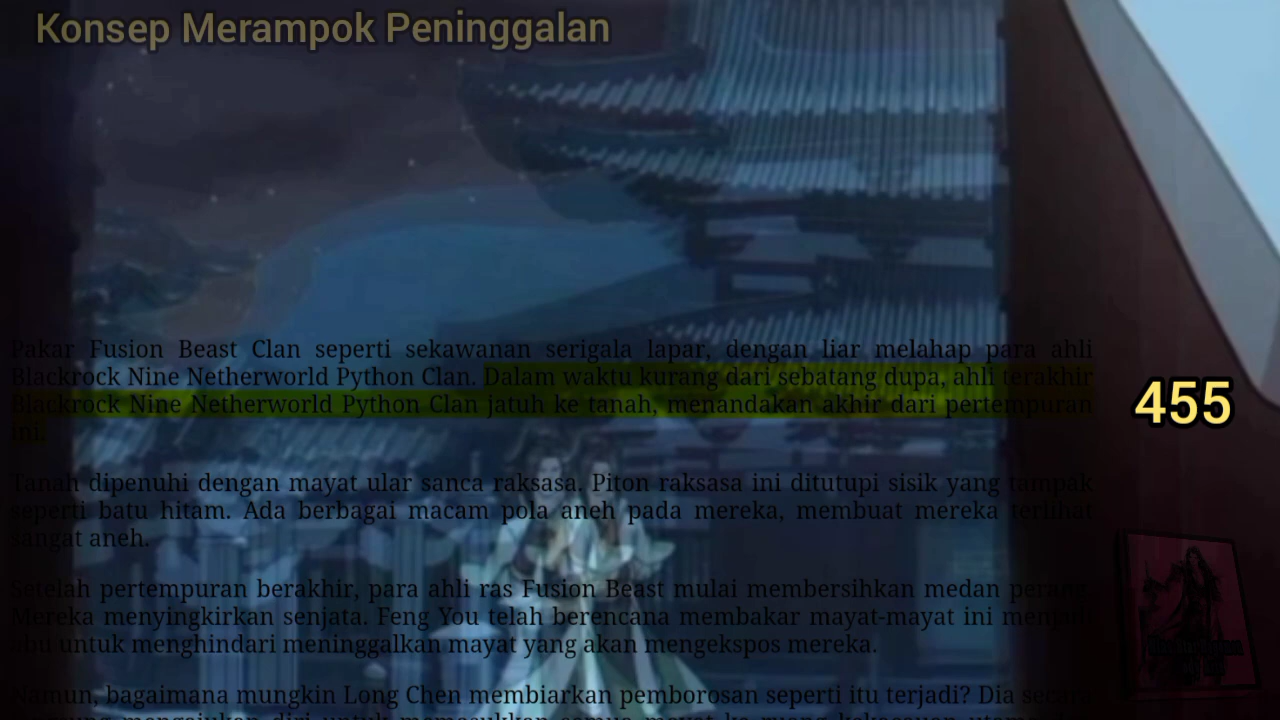 Konsep Merampok Peninggalan
Pakar Fusion Beast Clan seperti sekawanan serigala lapar, dengan liar melahap para ahli
Blackrock Nine Netherworld Python Clan. Dalam waktu kurang dari sebatang dupa, ahli terakhir
Blackrock Nine Netherworld Python Clan jatuh ke tanah, menandakan akhir dari pertempuran
ini.
455
Tanah dipenuhi dengan mayat ular sanca raksasa. Piton raksasa ini ditutupi sisik yang tampak
seperti batu hitam. Ada berbagai macam pola aneh pada mereka, membuat mereka terlihat
sangat aneh.
Setelah pertempuran berakhir, para ahli ras Fusion Beast mulai membersihkan medan perang.
Mereka menyingkirkan senjata. Feng You telah berencana membakar mayat-mayat ini menjadi
abu untuk menghindari meninggalkan mayat yang akan mengekspos mereka.
Namun, bagaimana mungkin Long Chen membiarkan pemborosan seperti itu terjadi? Dia secara